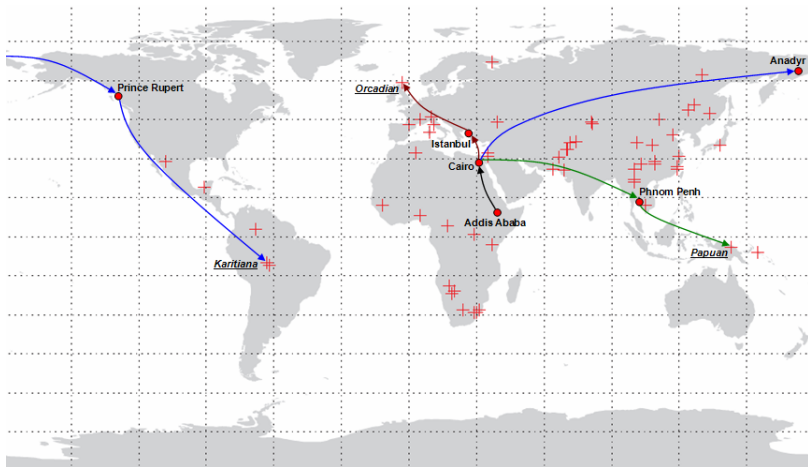 Anadyr
Prince Rupert
Orcadian
Istanbul
Cairo
Phnom Penh
Addis Ababa
Papuan
Karitiana